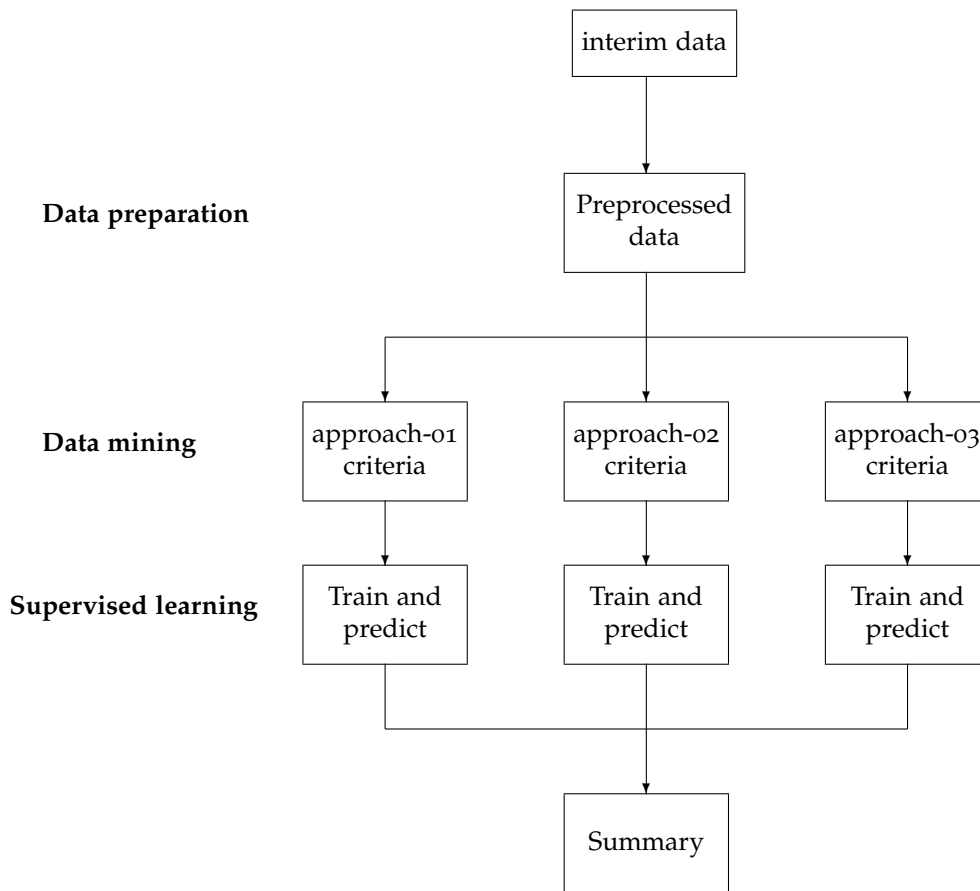 interim data
Data preparation
Preprocessed
data
Data mining
approach-01
criteria
approach-02
criteria
approach-03
criteria
Supervised learning
Train and
predict
Train and
predict
Train and
predict
Summary